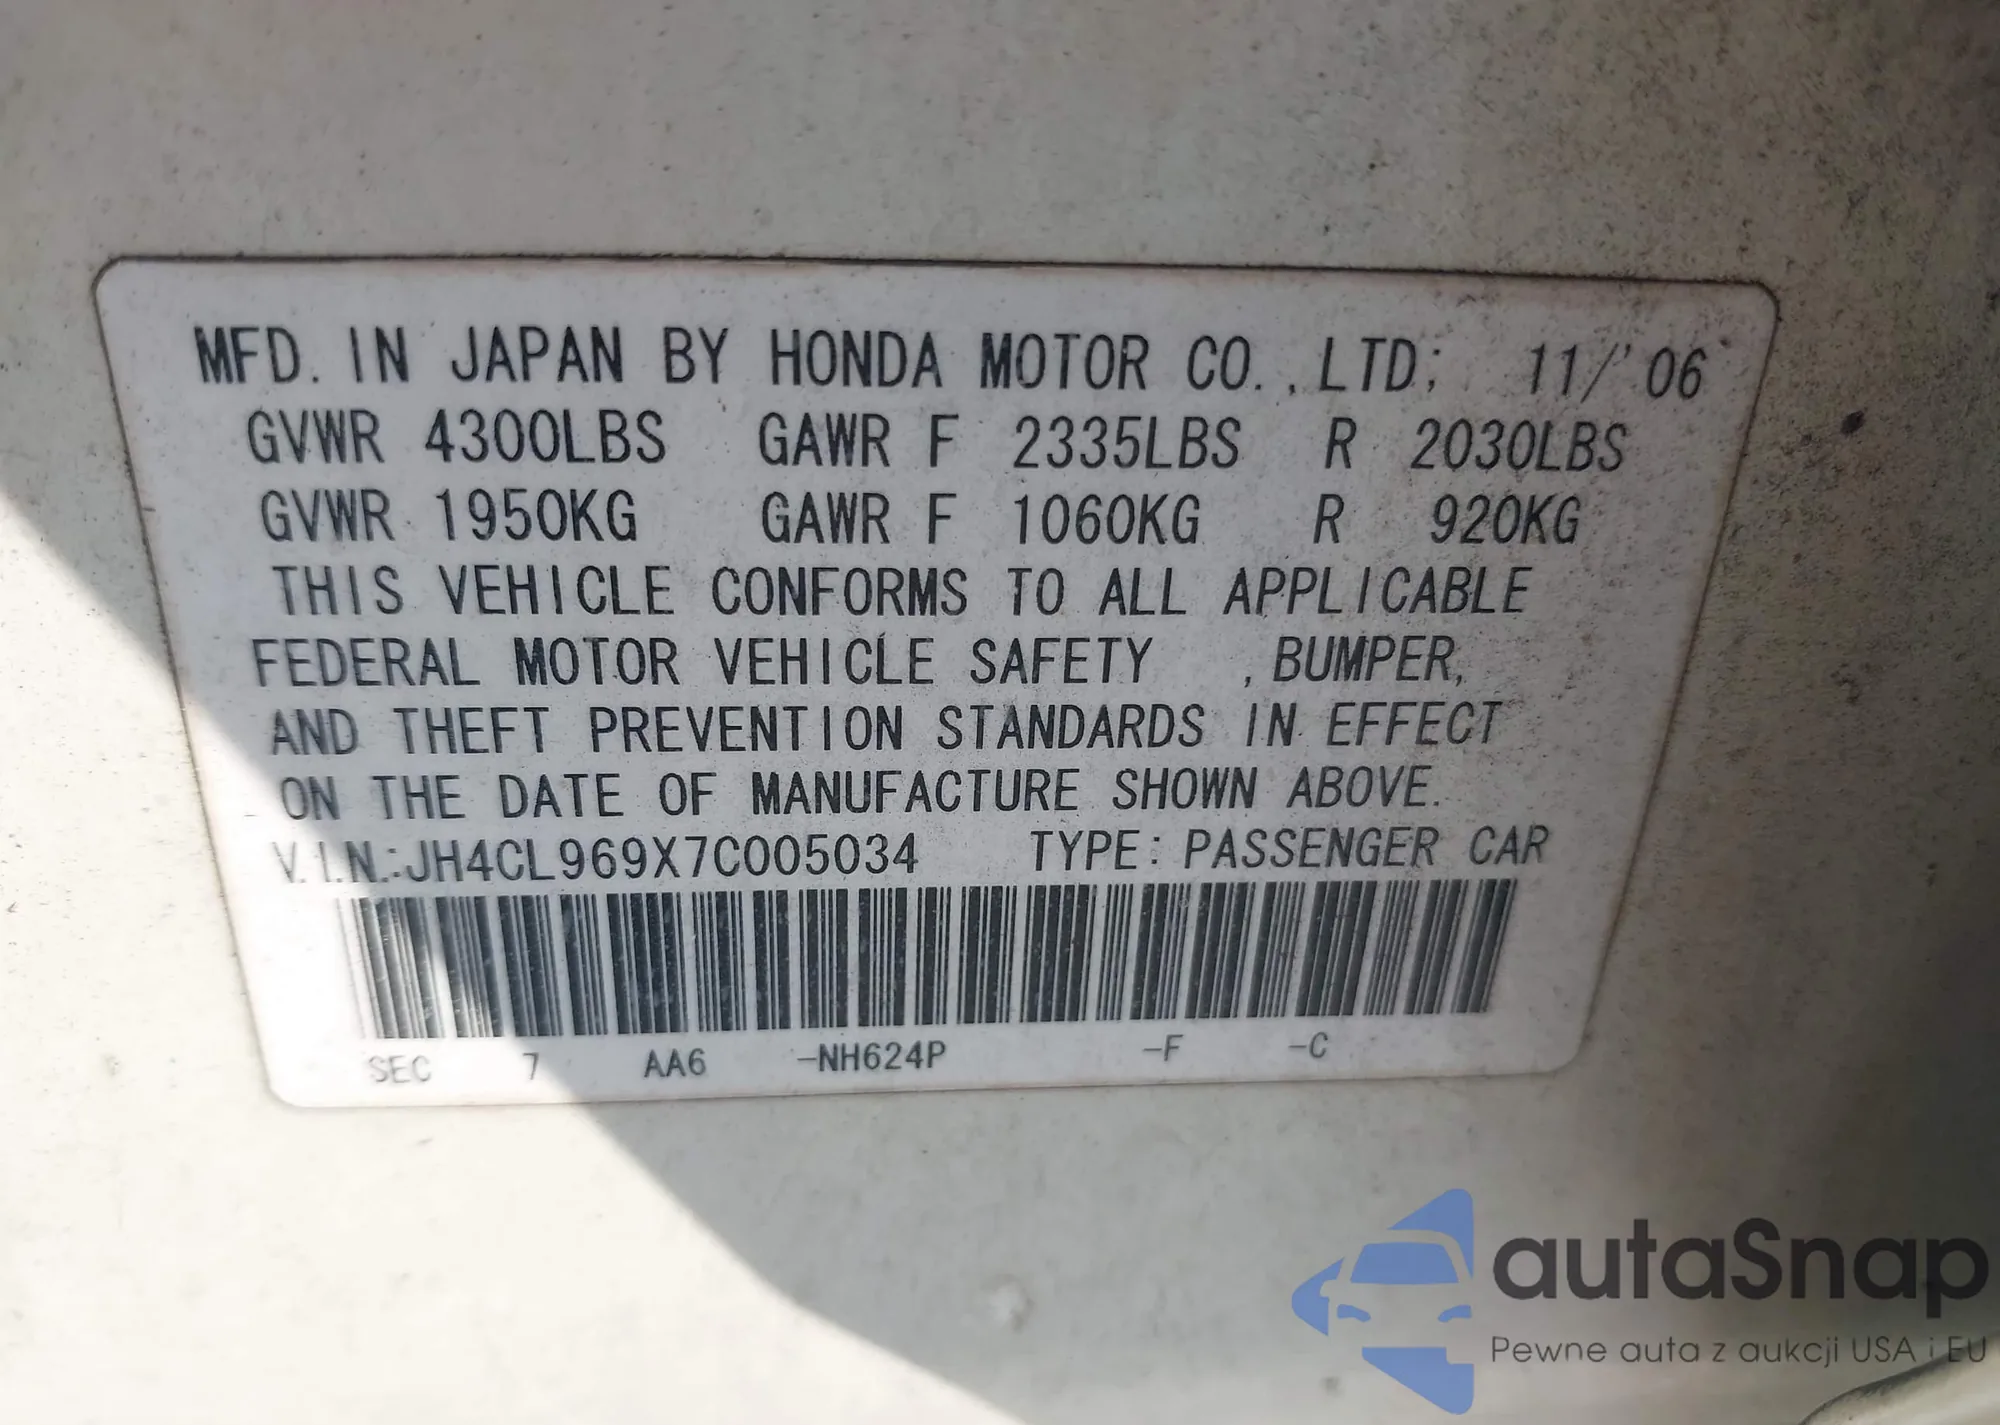 MFD. IN JAPAN BY HONDA MOTOR CO.,LTD; 11/'06
GVWR 4300LBS GAWR F 2335LBS R 2030LBS
GVWR 1950KG GAWR F 1060KG R 920KG
THIS VEHICLE CONFORMS TO ALL APPLICABLE
FEDERAL MOTOR VEHICLE SAFETY , BUMPER,
AND THEFT PREVENTION STANDARDS IN EFFECT
ON THE DATE OF MANUFACTURE SHOWN ABOVE.
V.I.N.:JH4CL969X7C005034 TYPE: PASSENGER CAR
SEC 7 AA6 -NH624P -F -C
autaSnap
Pewne auta z aukcji USA i EU